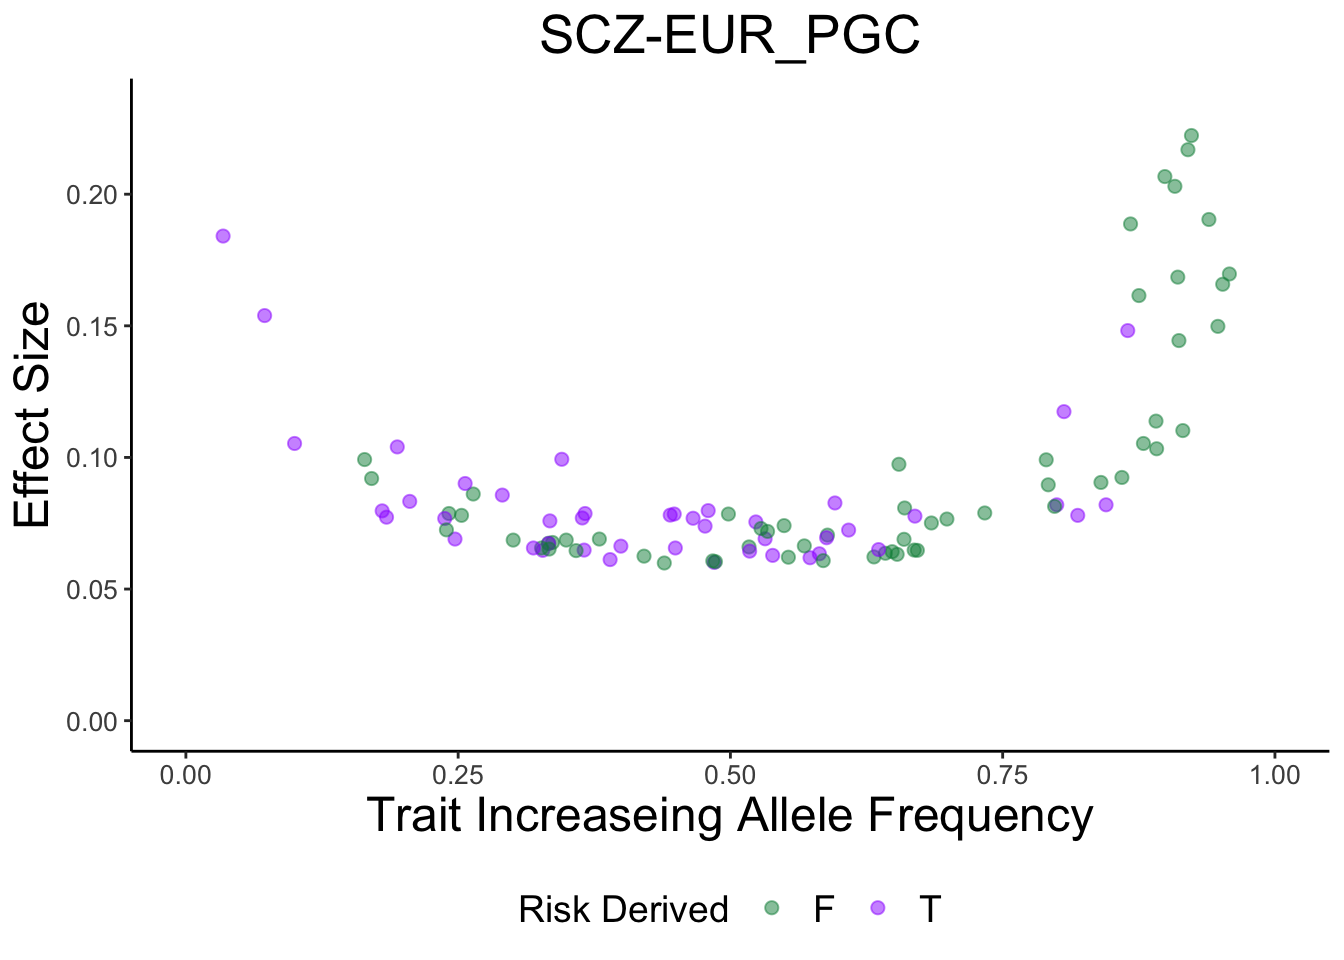 SCZ-EUR_PGC
Effect Size
0.20
0.15
0.10
0.05
0.00
0.00 0.25 0.50 0.75 1.00
Trait Increaseing Allele Frequency
Risk Derived F T